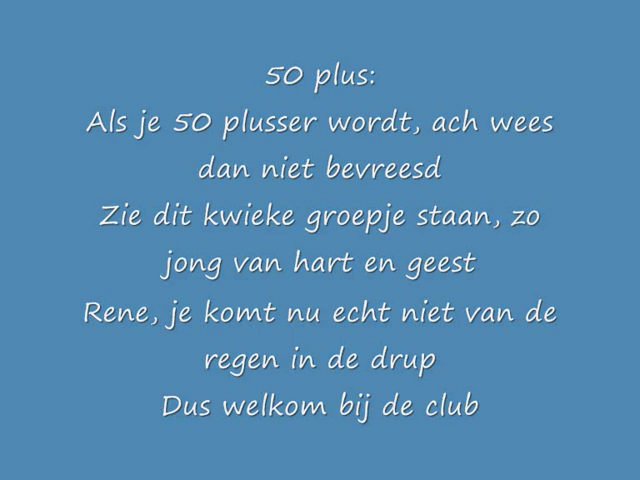 50 plus:
Als je 50 plusser wordt, ach wees
dan niet bevreesd
Zie dit kwieke groepje staan, zo
jong van hart en geest
Rene, je komt nu echt niet van de
regen in de drup
Dus welkom bij de club